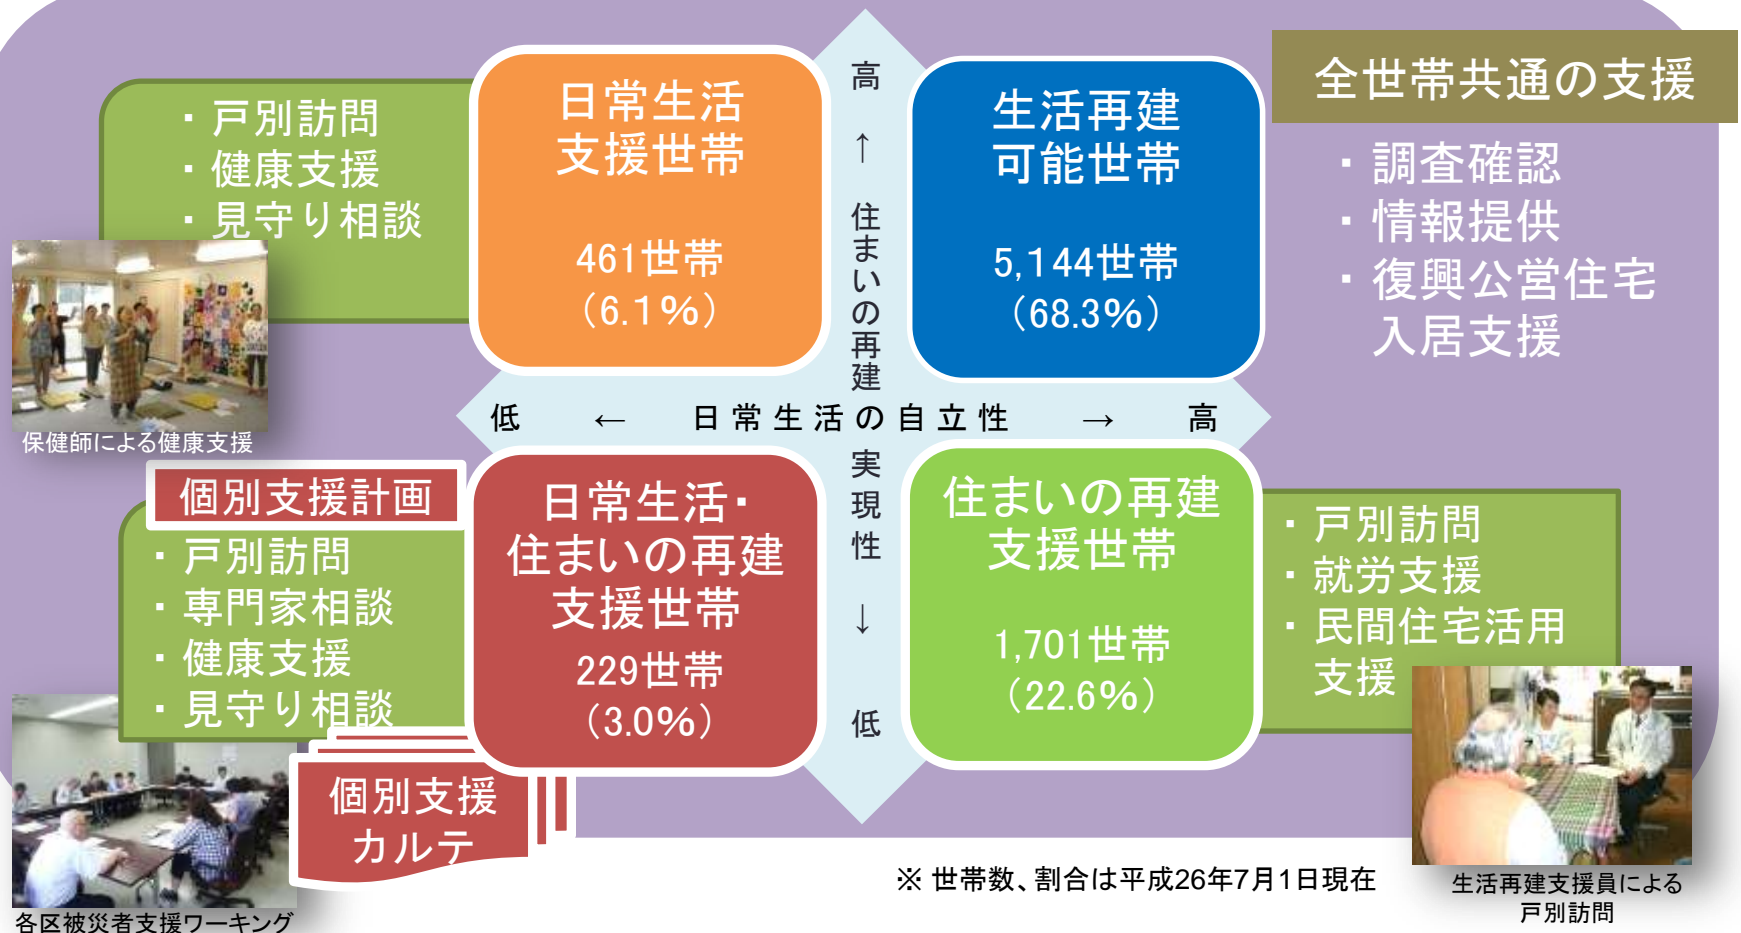 ・戸別訪問
・健康支援
・見守り相談
保健師による健康支援
日常生活
支援世帯
461世帯
（6.1％）
高
↑
住まいの再建
実現性
↓
低
生活再建
可能世帯
5,144世帯
（68.3％）
全世帯共通の支援
・調査確認
・情報提供
・復興公営住宅
入居支援
低 ← 日常生活の自立性 → 高
個別支援計画
・戸別訪問
・専門家相談
・健康支援
・見守り相談
日常生活・
住まいの再建
支援世帯
229世帯
（3.0％）
住まいの再建
支援世帯
1,701世帯
（22.6％）
・戸別訪問
・就労支援
・民間住宅活用
支援
個別支援
カルテ
各区被災者支援ワーキング
※ 世帯数、割合は平成26年7月1日現在
生活再建支援員による
戸別訪問